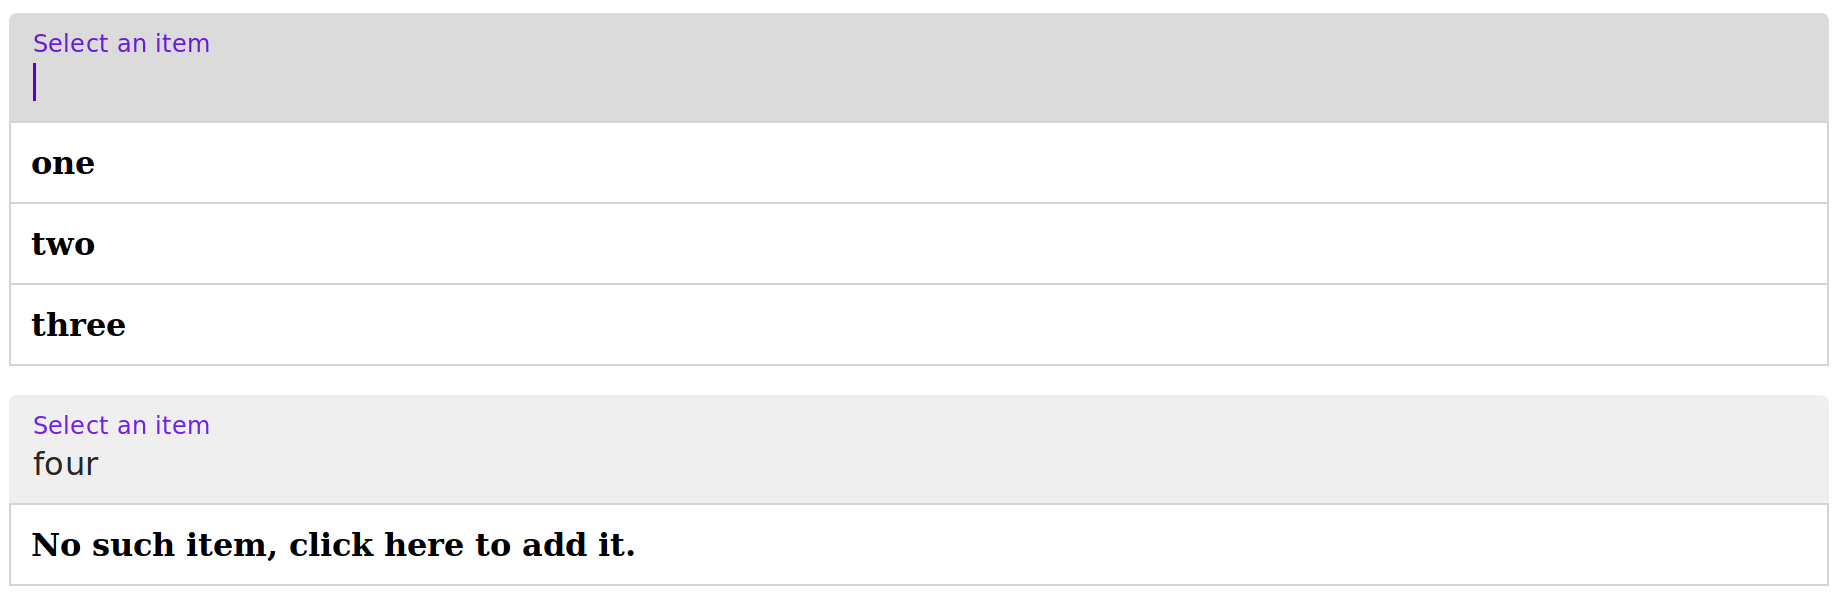 Select an item
one
two
three
Select an item
four
No such item, click here to add it.